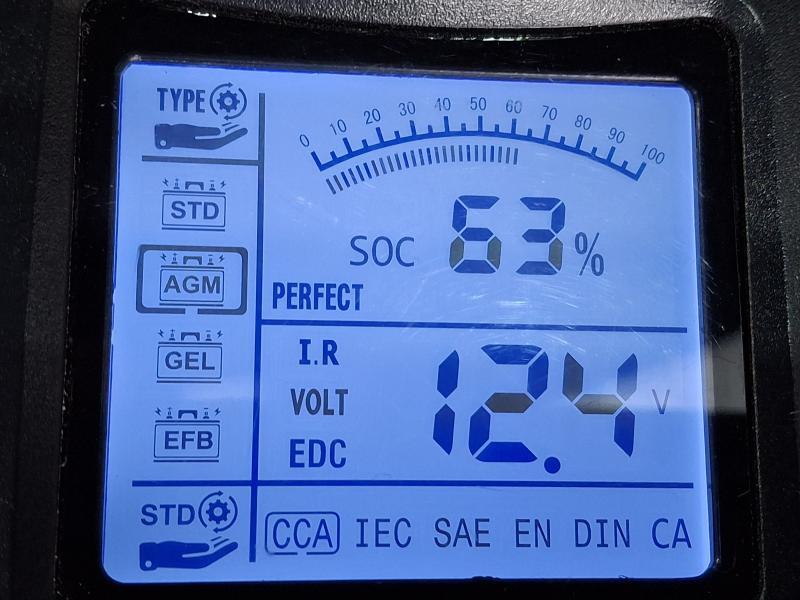 TYPE
0 10 20 30 40 50 60 70 80 90 100
STD
SOC 63%
AGM
PERFECT
GEL
I.R
VOLT 12.4 V
EFB
EDC
STD
CCA IEC SAE EN DIN CA